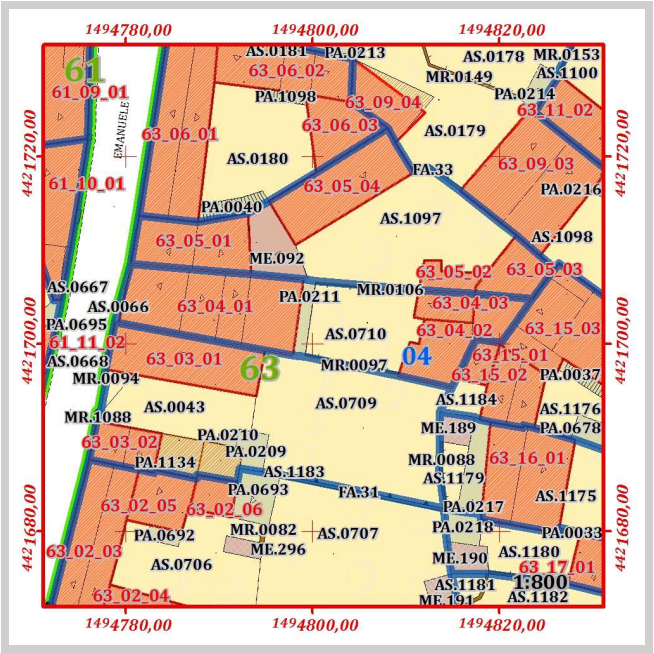 1494780,00 1494800,00 1494820,00
AS.0181 PA.0213 AS.0178 MR.0153
61 63_06_02 MR.0149 AS.1100
61_09_01 PA.1098 63_09_04 PA.0214
63_11_02
EMANUELE 63_06_01 63_06_03 AS.0179
4421720,00 AS.0180 63_09_03 4421720,00
FA.33
61_10_01 63_05_04 PA.0216
PA.0040 AS.1097
63_05_01 AS.1098
ME.092 63_05_02 63_05_03
AS.0667 PA.0211 MR.0106
AS.0066 63_04_01 63_04_03
PA.0695 AS.0710 63_04_02 63_15_03
61_11_02
4421700,00 AS.0668 63_03_01 04 63_15_01 4421700,00
MR.0094 63 MR.0097 63_15_02 PA.0037
AS.0043 AS.0709 AS.1184 AS.1176
MR.1088
PA.0210 ME.189 PA.0678
63_03_02 PA.0209
PA.1134 AS.1183 MR.0088 63_16_01
AS.1179
PA.0693 FA.31 AS.1175
63_02_05 63_02_06 PA.0217
4421680,00 PA.0692 MR.0082 AS.0707 PA.0218 PA.0033 4421680,00
63_02_03 ME.296 AS.1180
AS.0706 ME.190 63_17_01
AS.1181 1:800
63_02_04 ME.191 AS.1182
1494780,00 1494800,00 1494820,00